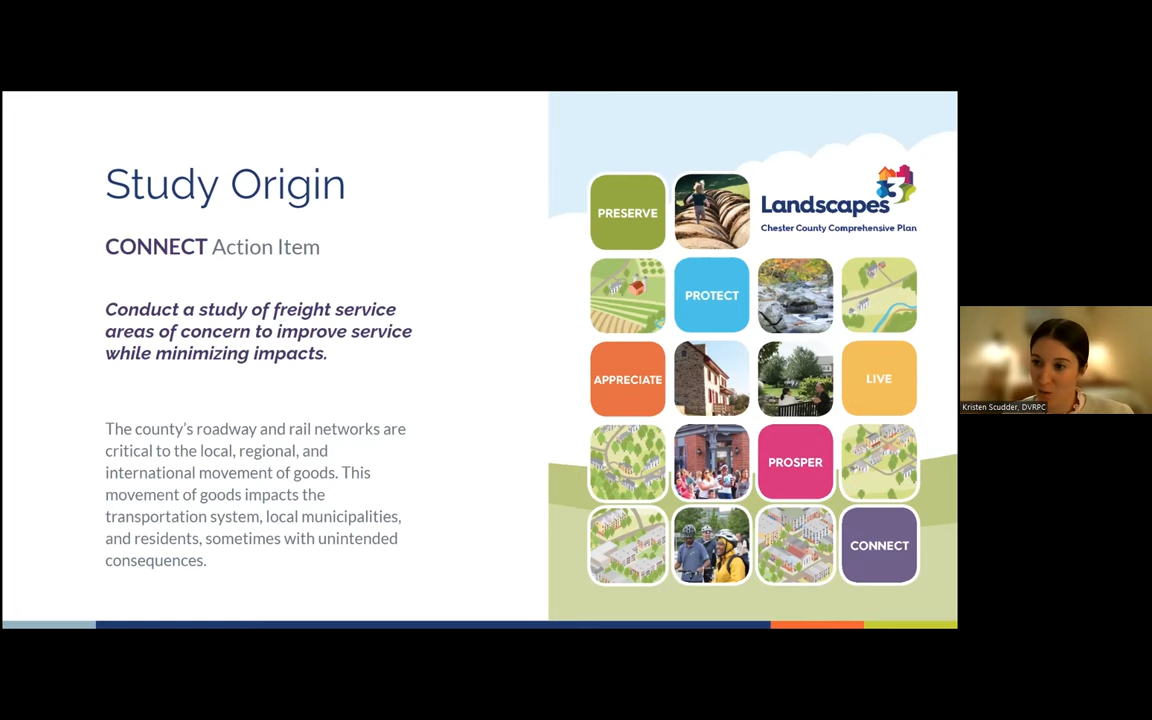 Study Origin
CONNECT Action Item
Conduct a study of freight service
areas of concern to improve service
while minimizing impacts.
The county's roadway and rail networks are
critical to the local, regional, and
international movement of goods. This
movement of goods impacts the
transportation system, local municipalities,
and residents, sometimes with unintended
consequences.
PRESERVE
Landscapes
3
Chester County Comprehensive Plan
PROTECT
APPRECIATE
LIVE
PROSPER
CONNECT
Kristen Scudder, DVRPC